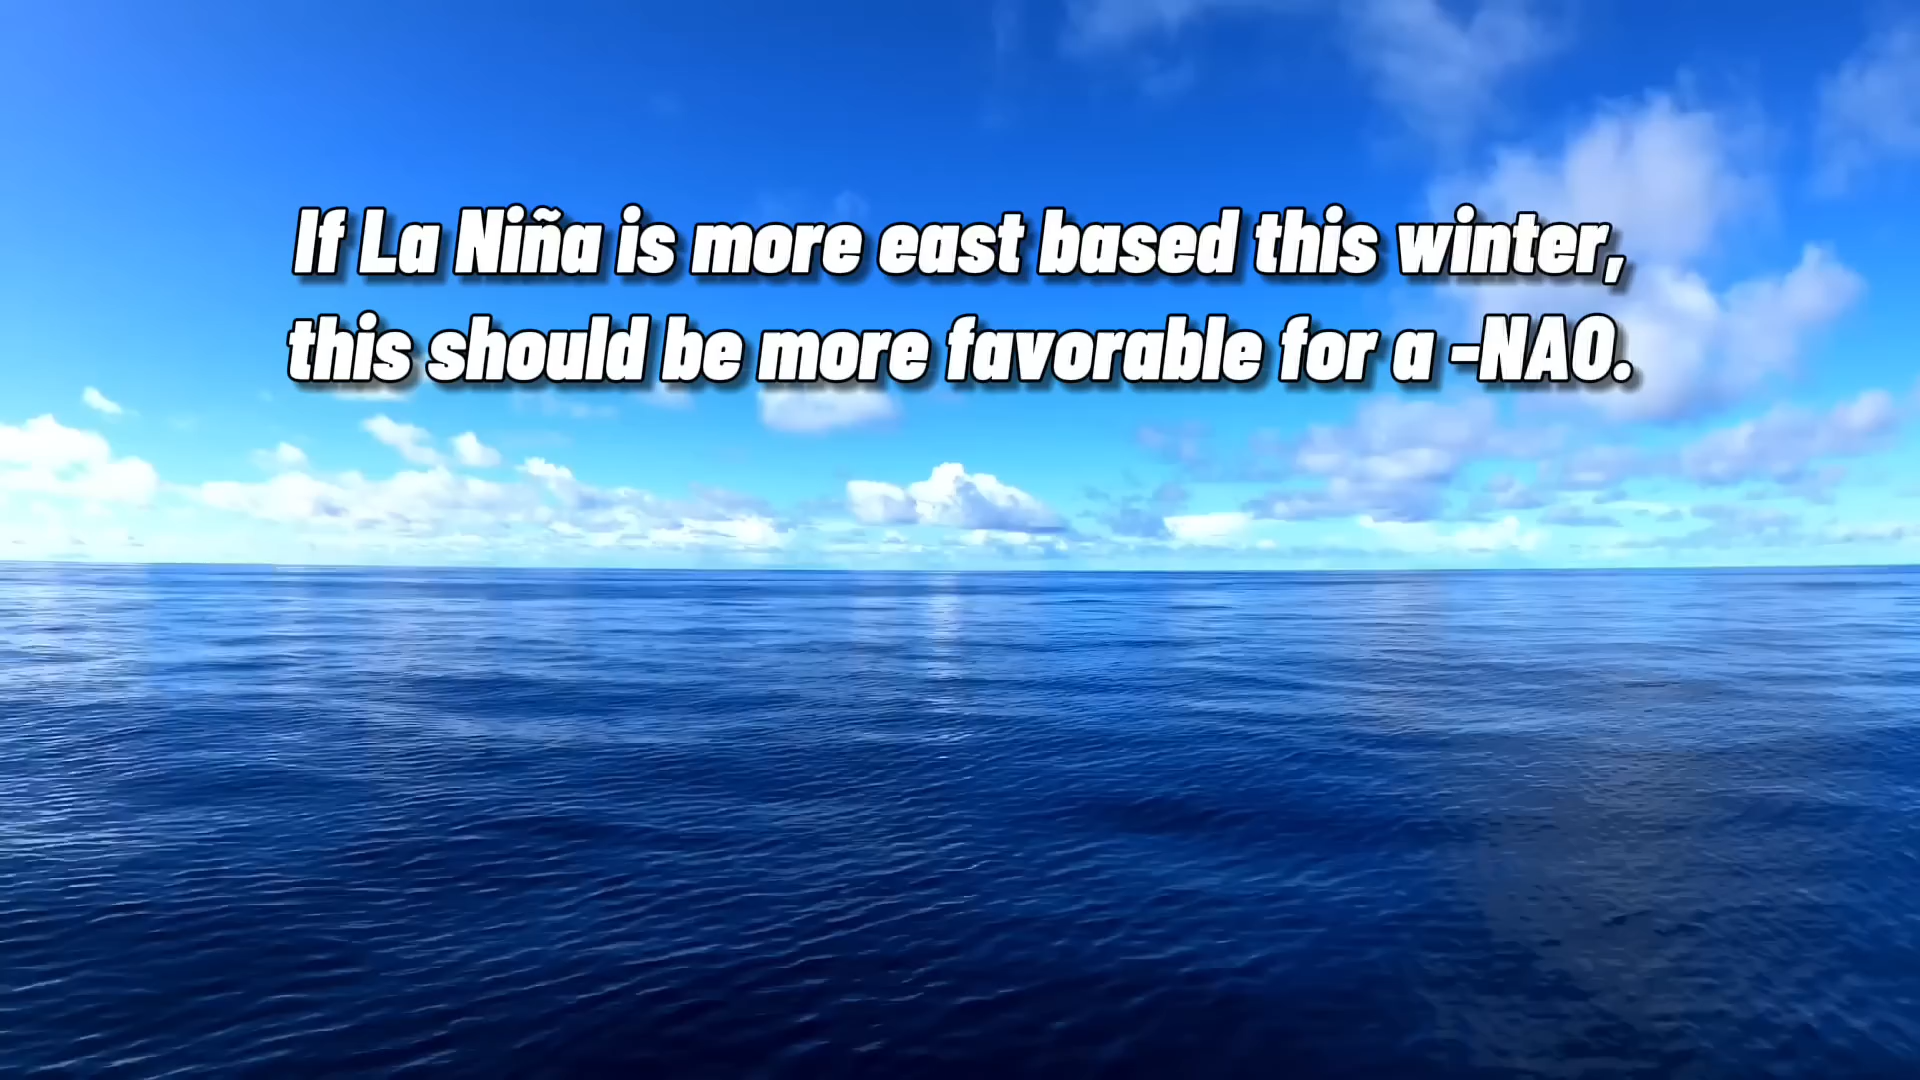 If La Niña is more east based this winter,
this should be more favorable for a -NAO.